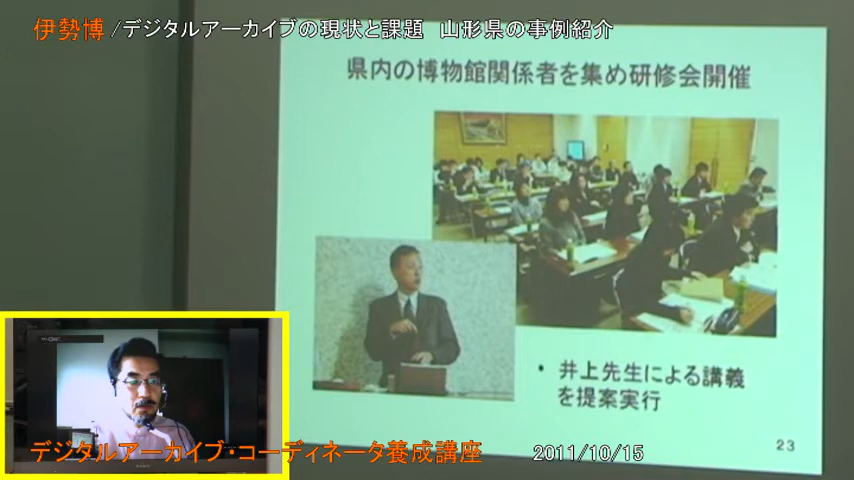 伊勢博/デジタルアーカイブの現状と課題 山形県の事例紹介
県内の博物館関係者を集め研修会開催
・ 井上先生による講義
を提案実行
23
デジタルアーカイブ・コーディネータ養成講座 2011/10/15